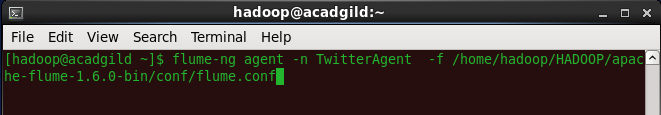 hadoop@acadgild:~
File Edit View Search Terminal Help
[hadoop@acadgild ~]$ flume-ng agent -n TwitterAgent  -f /home/hadoop/HADOOP/apac
he-flume-1.6.0-bin/conf/flume.conf